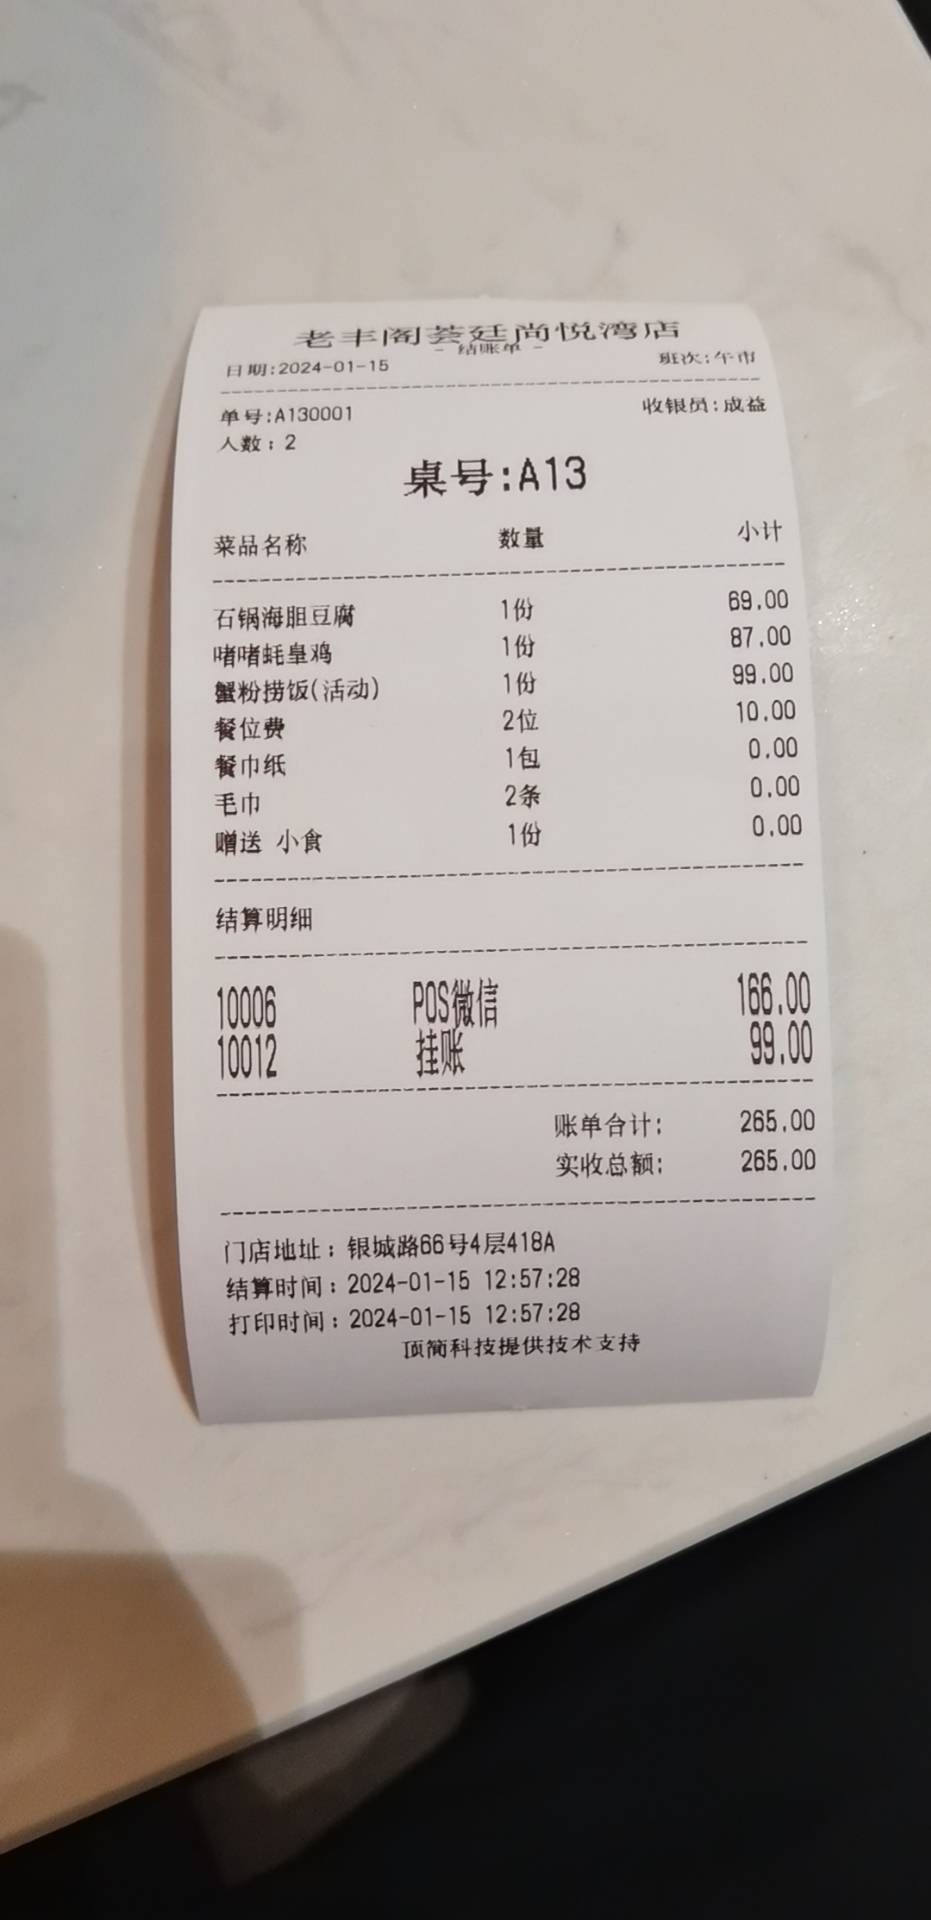 老丰阁荟廷尚悦湾店
- 结账单 -
日期:2024-01-15 班次:午市
单号:A130001 收银员:成益
人数：2
桌号:A13
菜品名称 数量 小计
石锅海胆豆腐 1份 69.00
啫啫蚝皇鸡 1份 87.00
蟹粉捞饭(活动) 1份 99.00
餐位费 2位 10.00
餐巾纸 1包 0.00
毛巾 2条 0.00
赠送 小食 1份 0.00
结算明细
10006 POS微信 166.00
10012 挂账 99.00
账单合计: 265.00
实收总额: 265.00
门店地址：银城路66号4层418A
结算时间：2024-01-15 12:57:28
打印时间：2024-01-15 12:57:28
顶简科技提供技术支持